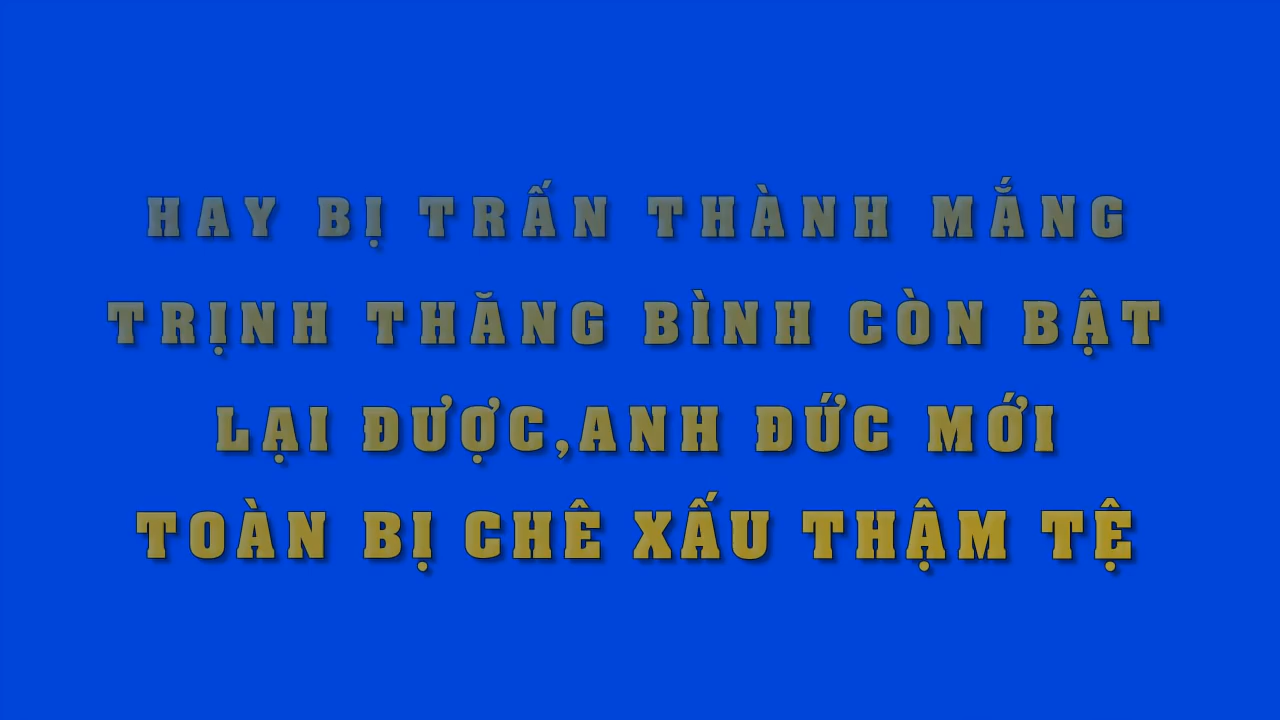 HAY BỊ TRẤN THÀNH MẮNG
TRỊNH THĂNG BÌNH CÒN BẬT
LẠI ĐƯỢC,ANH ĐỨC MỚI
TOÀN BỊ CHÊ XẤU THẬM TỆ